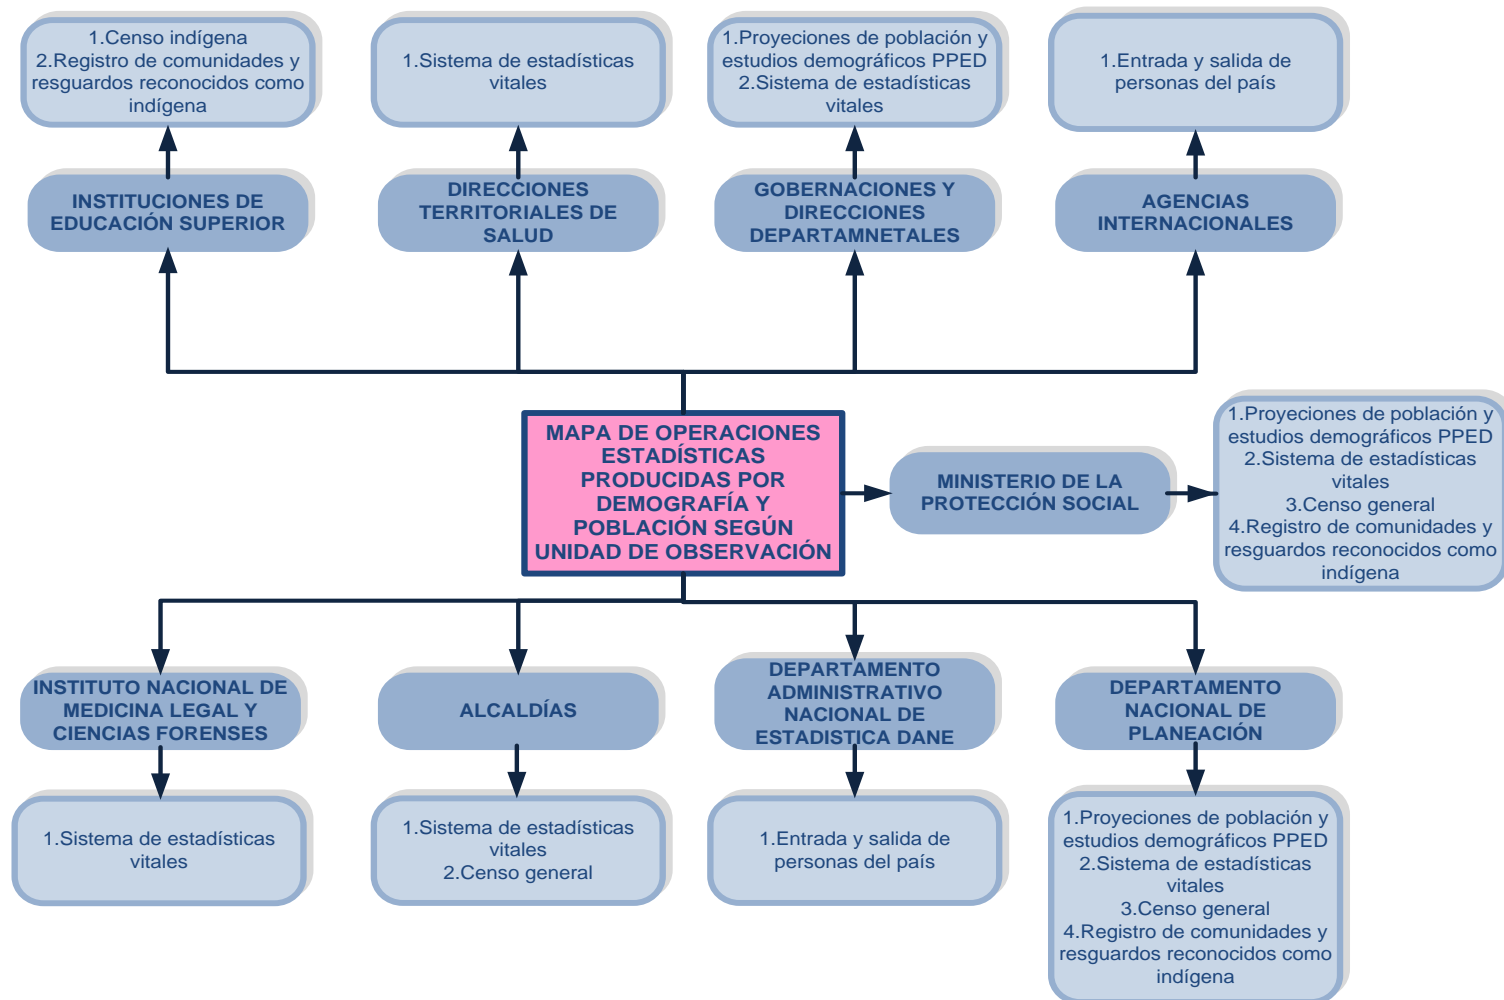 1.Censo indígena
2.Registro de comunidades y
resguardos reconocidos como
indígena
1.Sistema de estadísticas
vitales
1.Proyeciones de población y
estudios demográficos PPED
2.Sistema de estadísticas
vitales
1.Entrada y salida de
personas del país
INSTITUCIONES DE
EDUCACIÓN SUPERIOR
DIRECCIONES
TERRITORIALES DE
SALUD
GOBERNACIONES Y
DIRECCIONES
DEPARTAMNETALES
AGENCIAS
INTERNACIONALES
MAPA DE OPERACIONES
ESTADÍSTICAS
PRODUCIDAS POR
DEMOGRAFÍA Y
POBLACIÓN SEGÚN
UNIDAD DE OBSERVACIÓN
MINISTERIO DE LA
PROTECCIÓN SOCIAL
1.Proyeciones de población y
estudios demográficos PPED
2.Sistema de estadísticas
vitales
3.Censo general
4.Registro de comunidades y
resguardos reconocidos como
indígena
INSTITUTO NACIONAL DE
MEDICINA LEGAL Y
CIENCIAS FORENSES
ALCALDÍAS
DEPARTAMENTO
ADMINISTRATIVO
NACIONAL DE
ESTADISTICA DANE
DEPARTAMENTO
NACIONAL DE
PLANEACIÓN
1.Sistema de estadísticas
vitales
1.Sistema de estadísticas
vitales
2.Censo general
1.Entrada y salida de
personas del país
1.Proyeciones de población y
estudios demográficos PPED
2.Sistema de estadísticas
vitales
3.Censo general
4.Registro de comunidades y
resguardos reconocidos como
indígena